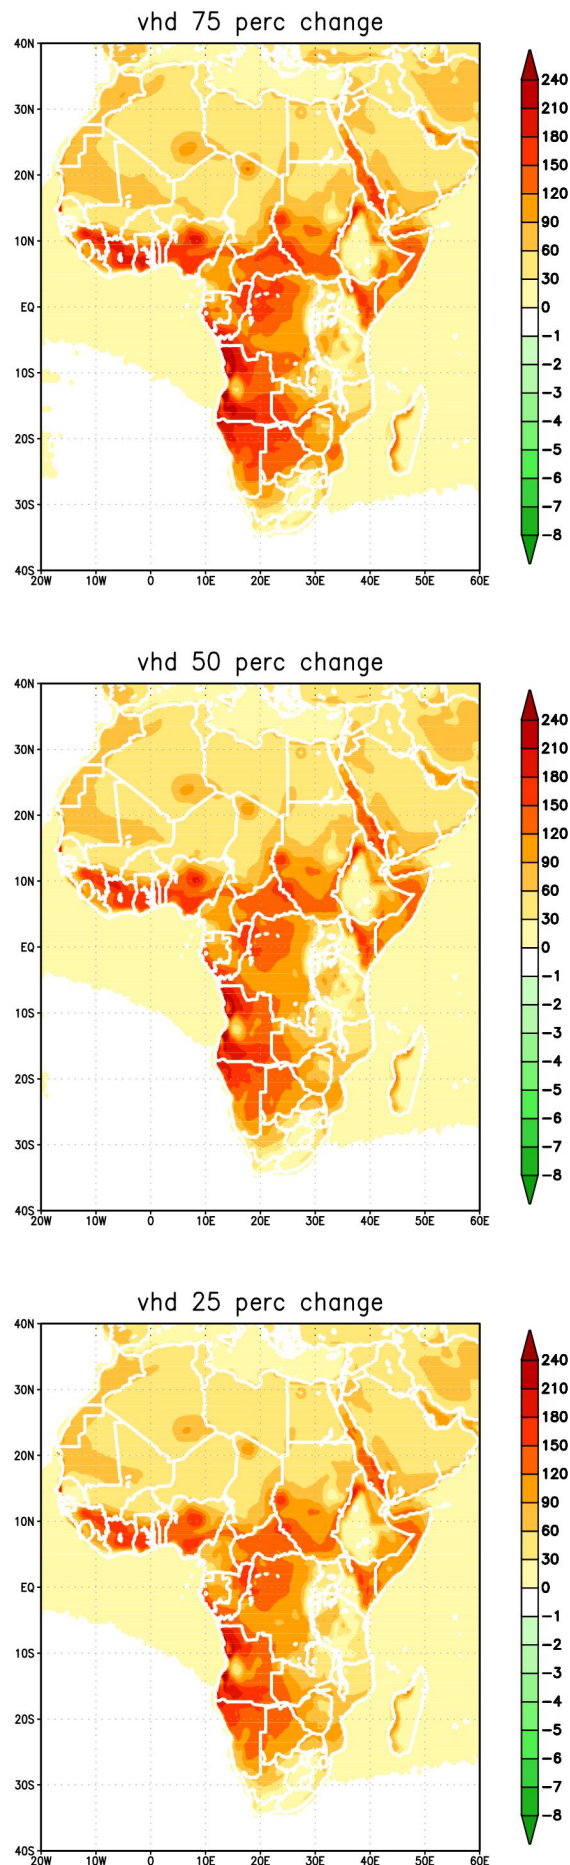 vhd 75 perc change
40N
30N
20N
10N
EQ
10S
20S
30S
40S
20W 10W 0 10E 20E 30E 40E 50E 60E
240
210
180
150
120
90
60
30
0
−1
−2
−3
−4
−5
−6
−7
−8
vhd 50 perc change
40N
30N
20N
10N
EQ
10S
20S
30S
40S
20W 10W 0 10E 20E 30E 40E 50E 60E
240
210
180
150
120
90
60
30
0
−1
−2
−3
−4
−5
−6
−7
−8
vhd 25 perc change
40N
30N
20N
10N
EQ
10S
20S
30S
40S
20W 10W 0 10E 20E 30E 40E 50E 60E
240
210
180
150
120
90
60
30
0
−1
−2
−3
−4
−5
−6
−7
−8